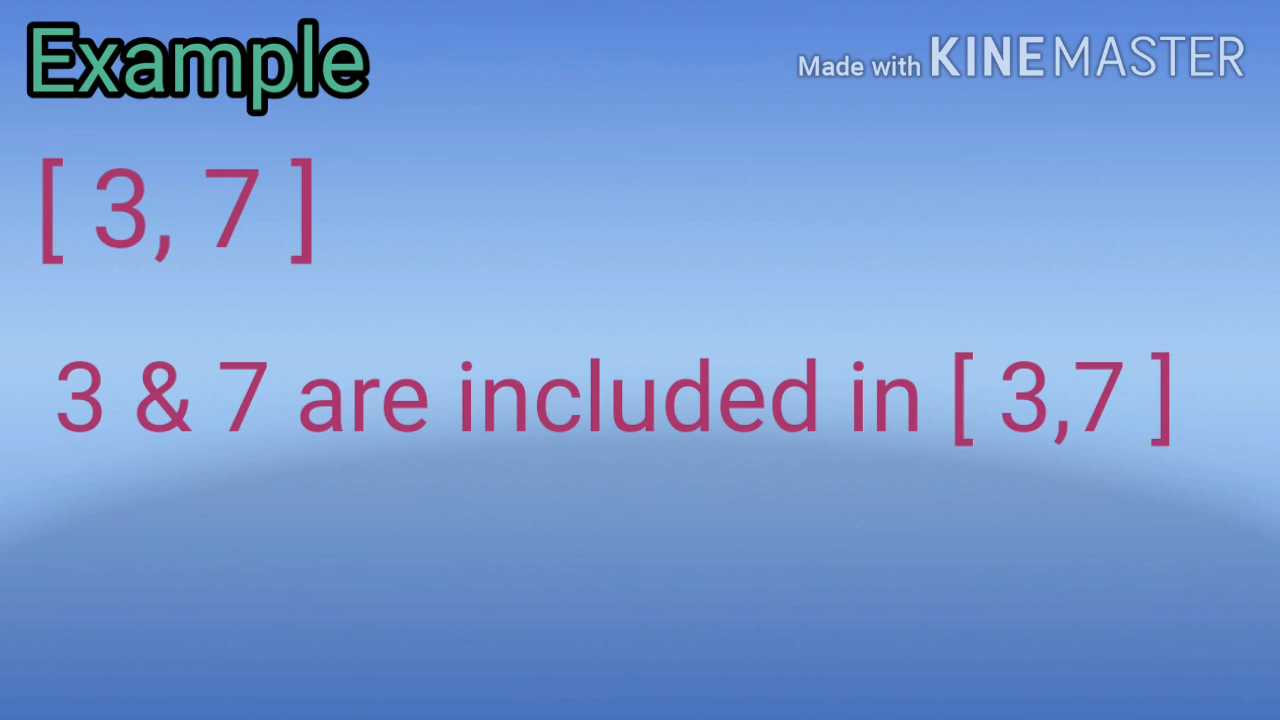 Example
Made with KINEMASTER
[ 3, 7 ]
3 & 7 are included in [ 3,7 ]